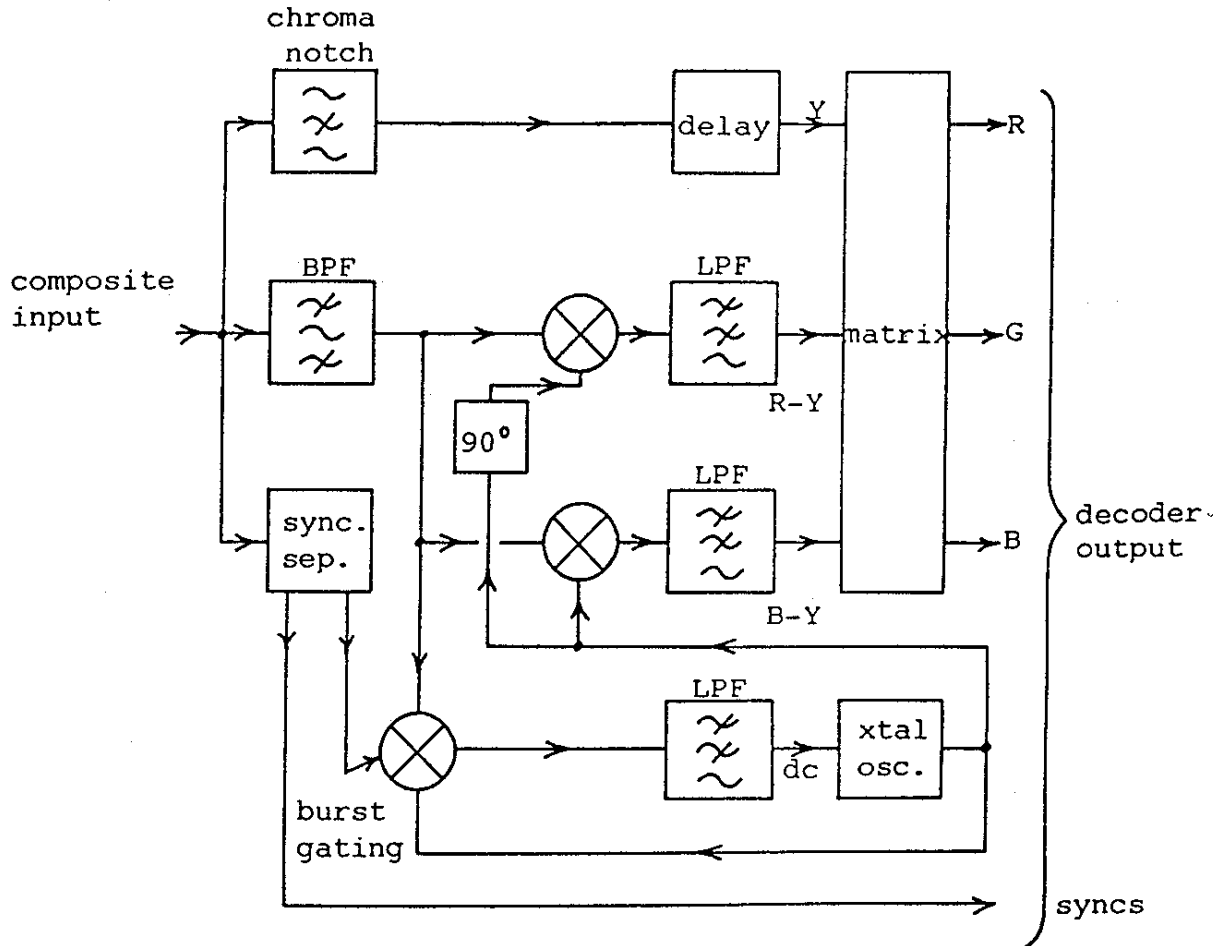 chroma
notch
delay
Y
R
composite
input
BPF
LPF
matrix
G
R-Y
90°
LPF
sync.
sep.
B
decoder
output
B-Y
LPF
xtal
osc.
dc
burst
gating
syncs